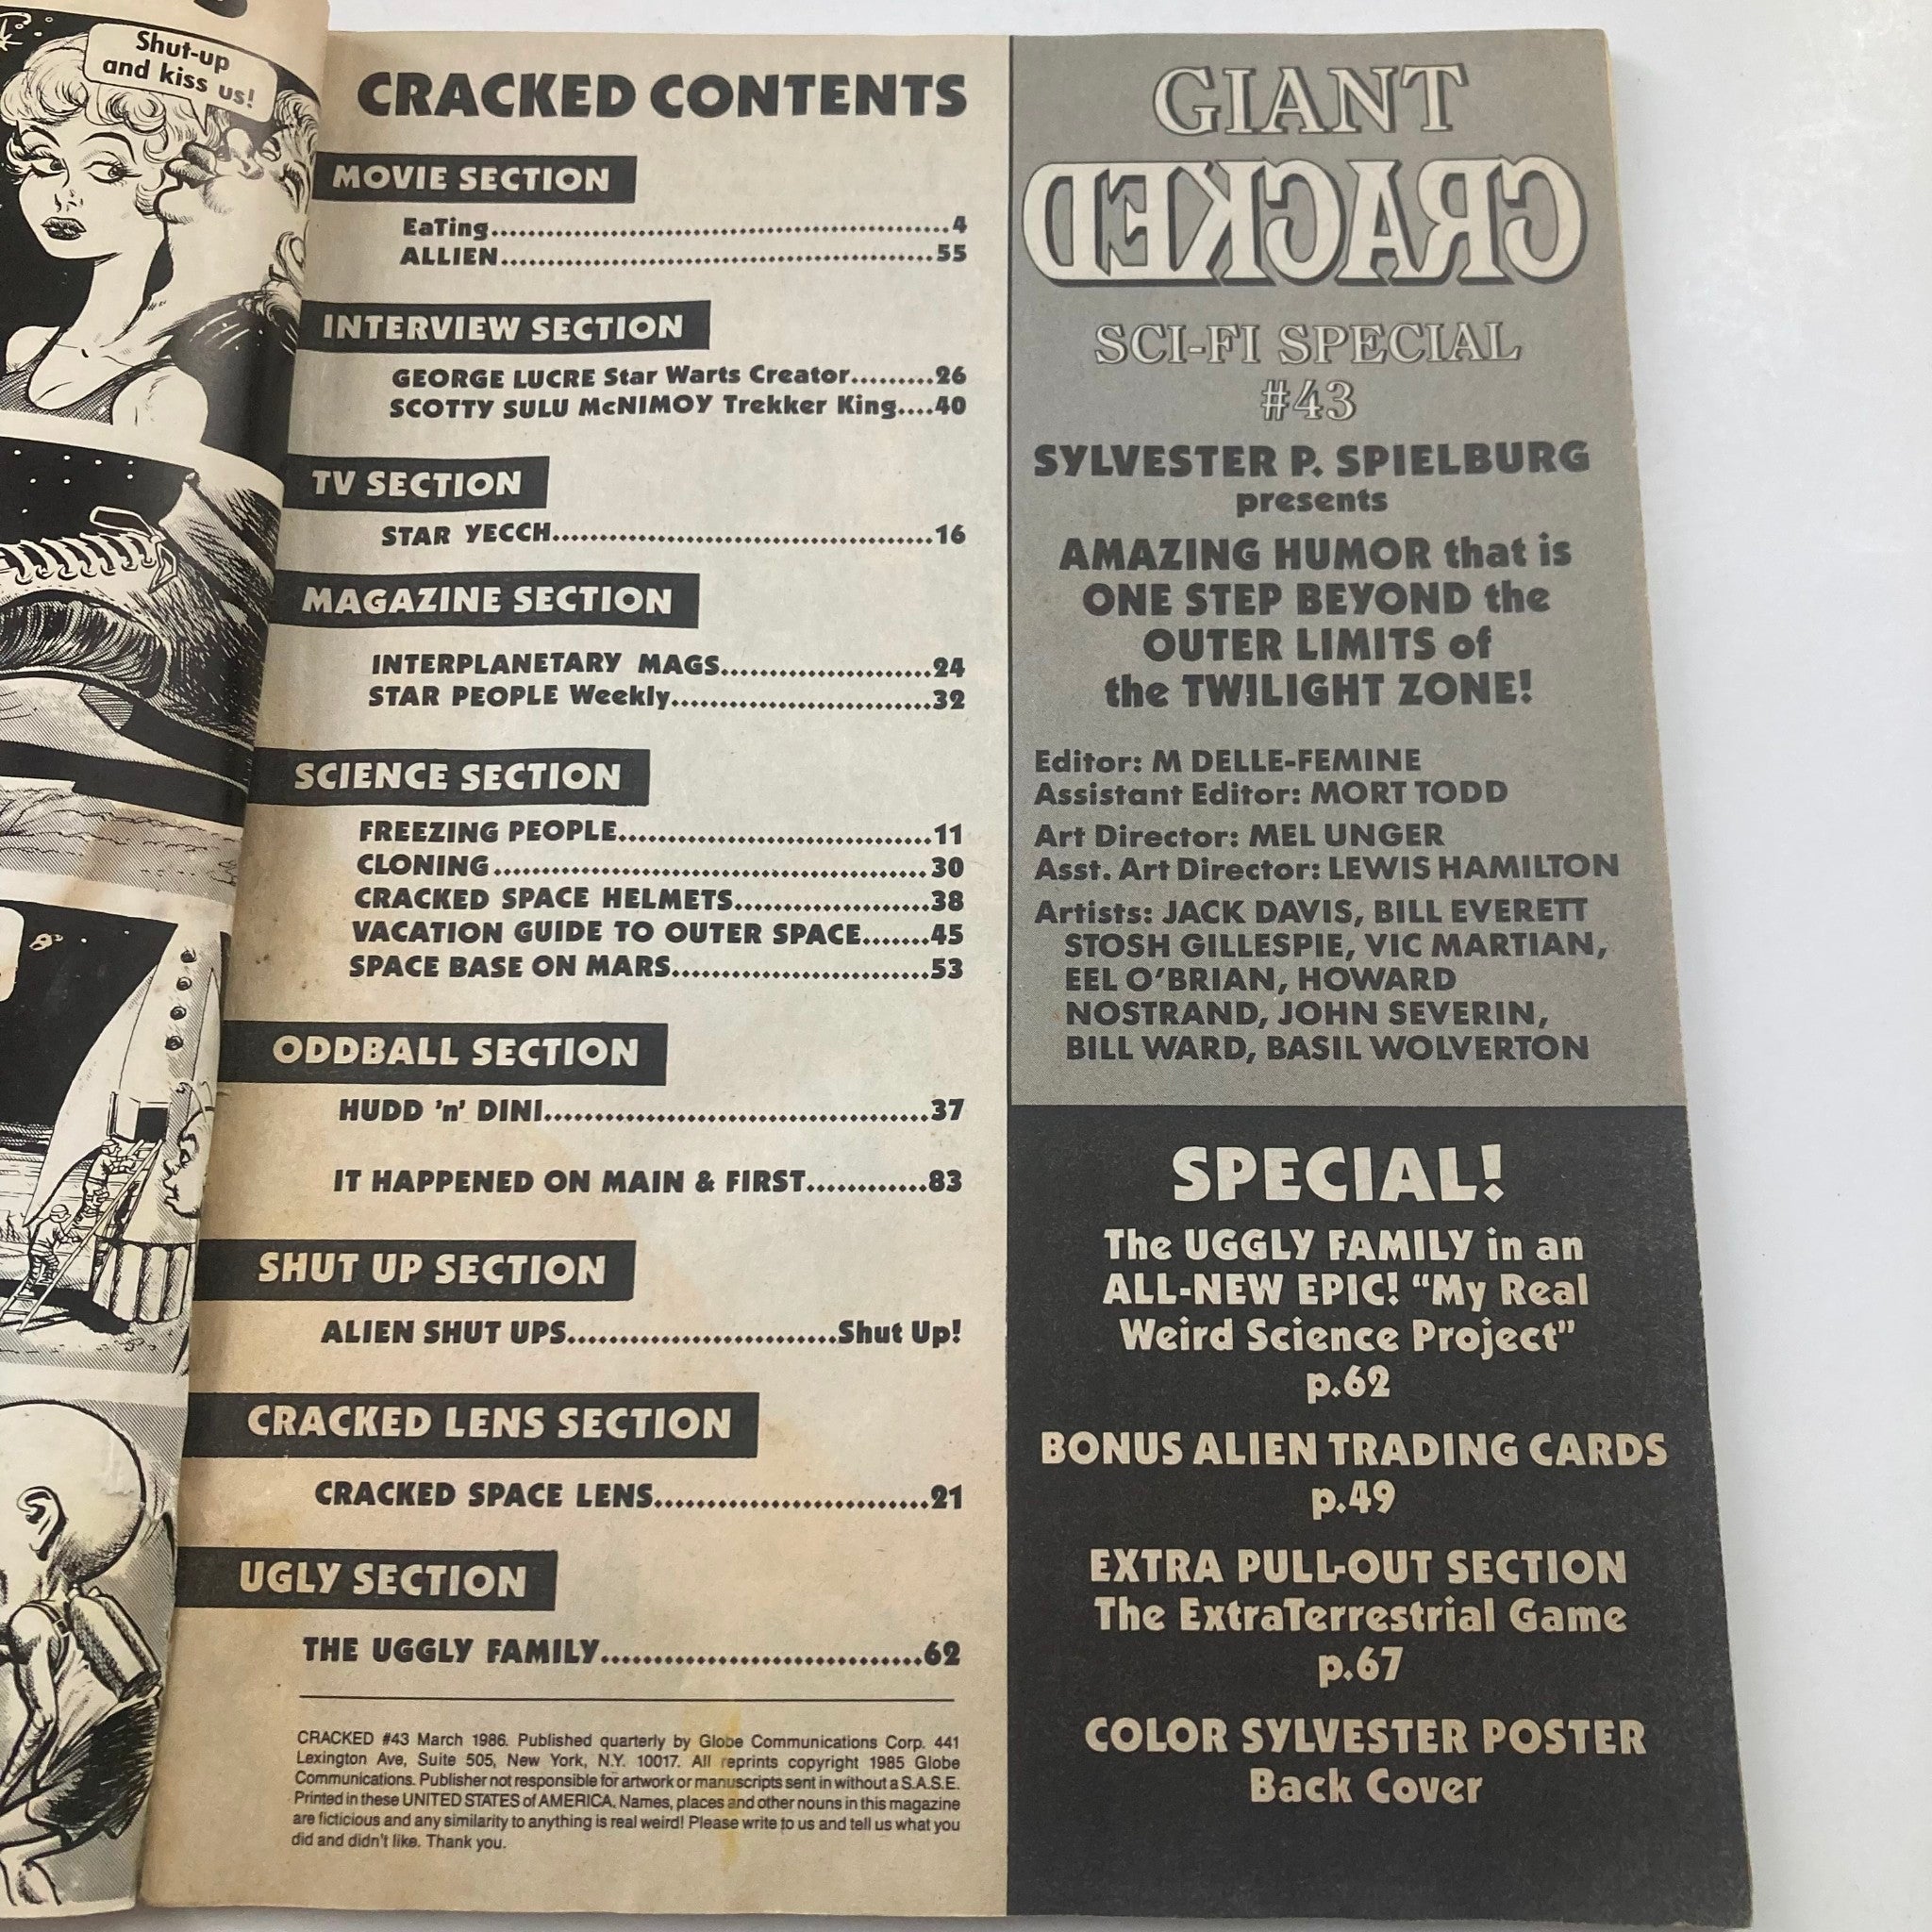 Shut-up
and kiss us!
CRACKED CONTENTS
MOVIE SECTION
EaTing..................................................4
ALLIEN...............................................55
INTERVIEW SECTION
GEORGE LUCRE Star Warts Creator.........26
SCOTTY SULU McNIMOY Trekker King....40
TV SECTION
STAR YECCH.........................................16
MAGAZINE SECTION
INTERPLANETARY MAGS.......................24
STAR PEOPLE Weekly............................32
SCIENCE SECTION
FREEZING PEOPLE..................................11
CLONING...............................................30
CRACKED SPACE HELMETS.....................38
VACATION GUIDE TO OUTER SPACE.......45
SPACE BASE ON MARS............................53
ODDBALL SECTION
HUDD 'n' DINI.........................................37
IT HAPPENED ON MAIN & FIRST............83
SHUT UP SECTION
ALIEN SHUT UPS............................Shut Up!
CRACKED LENS SECTION
CRACKED SPACE LENS............................21
UGLY SECTION
THE UGGLY FAMILY................................62
CRACKED #43 March 1986. Published quarterly by Globe Communications Corp. 441
Lexington Ave, Suite 505, New York, N.Y. 10017. All reprints copyright 1985 Globe
Communications. Publisher not responsible for artwork or manuscripts sent in without a S.A.S.E.
Printed in these UNITED STATES of AMERICA. Names, places and other nouns in this magazine
are ficticious and any similarity to anything is real weird! Please write to us and tell us what you
did and didn't like. Thank you.
GIANT
CRACKED
SCI-FI SPECIAL
#43
SYLVESTER P. SPIELBURG
presents
AMAZING HUMOR that is
ONE STEP BEYOND the
OUTER LIMITS of
the TWILIGHT ZONE!
Editor: M DELLE-FEMINE
Assistant Editor: MORT TODD
Art Director: MEL UNGER
Asst. Art Director: LEWIS HAMILTON
Artists: JACK DAVIS, BILL EVERETT
STOSH GILLESPIE, VIC MARTIAN,
EEL O'BRIAN, HOWARD
NOSTRAND, JOHN SEVERIN,
BILL WARD, BASIL WOLVERTON
SPECIAL!
The UGGLY FAMILY in an
ALL-NEW EPIC! “My Real
Weird Science Project”
p.62
BONUS ALIEN TRADING CARDS
p.49
EXTRA PULL-OUT SECTION
The ExtraTerrestrial Game
p.67
COLOR SYLVESTER POSTER
Back Cover